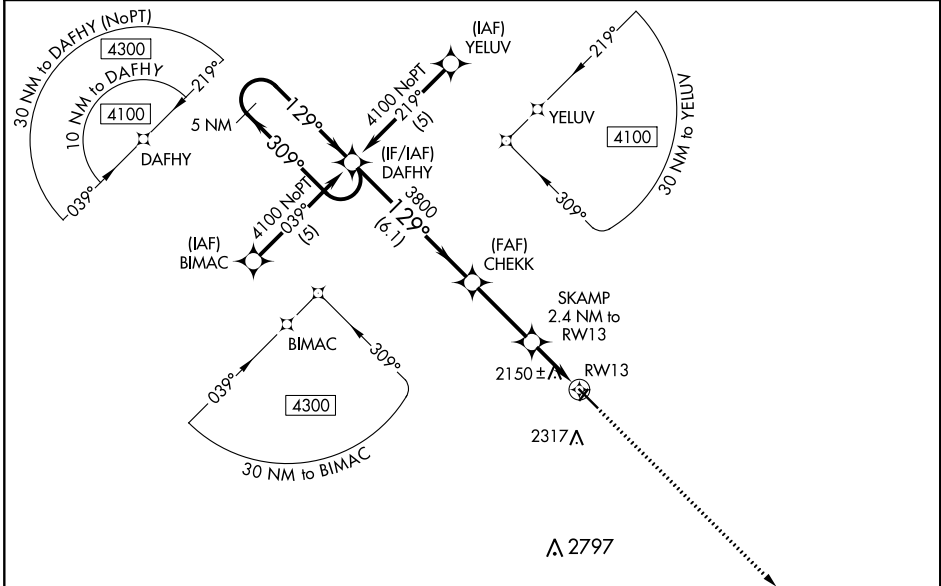 30 NM to DAFHY (NoPT)
4300
10 NM to DAFHY
4100
219°
039°
DAFHY
5 NM
129°
309°
(IAF)
YELUV
4100 NoPT
219°
(5)
(IF/IAF)
DAFHY
4100 NoPT
039°
(5)
(IAF)
BIMAC
3800
129°
(6.1)
(FAF)
CHEKK
SKAMP
2.4 NM to
RW13
2150 ±
RW13
2317
2797
219°
YELUV
4100
309°
30 NM to YELUV
BIMAC
039°
309°
4300
30 NM to BIMAC